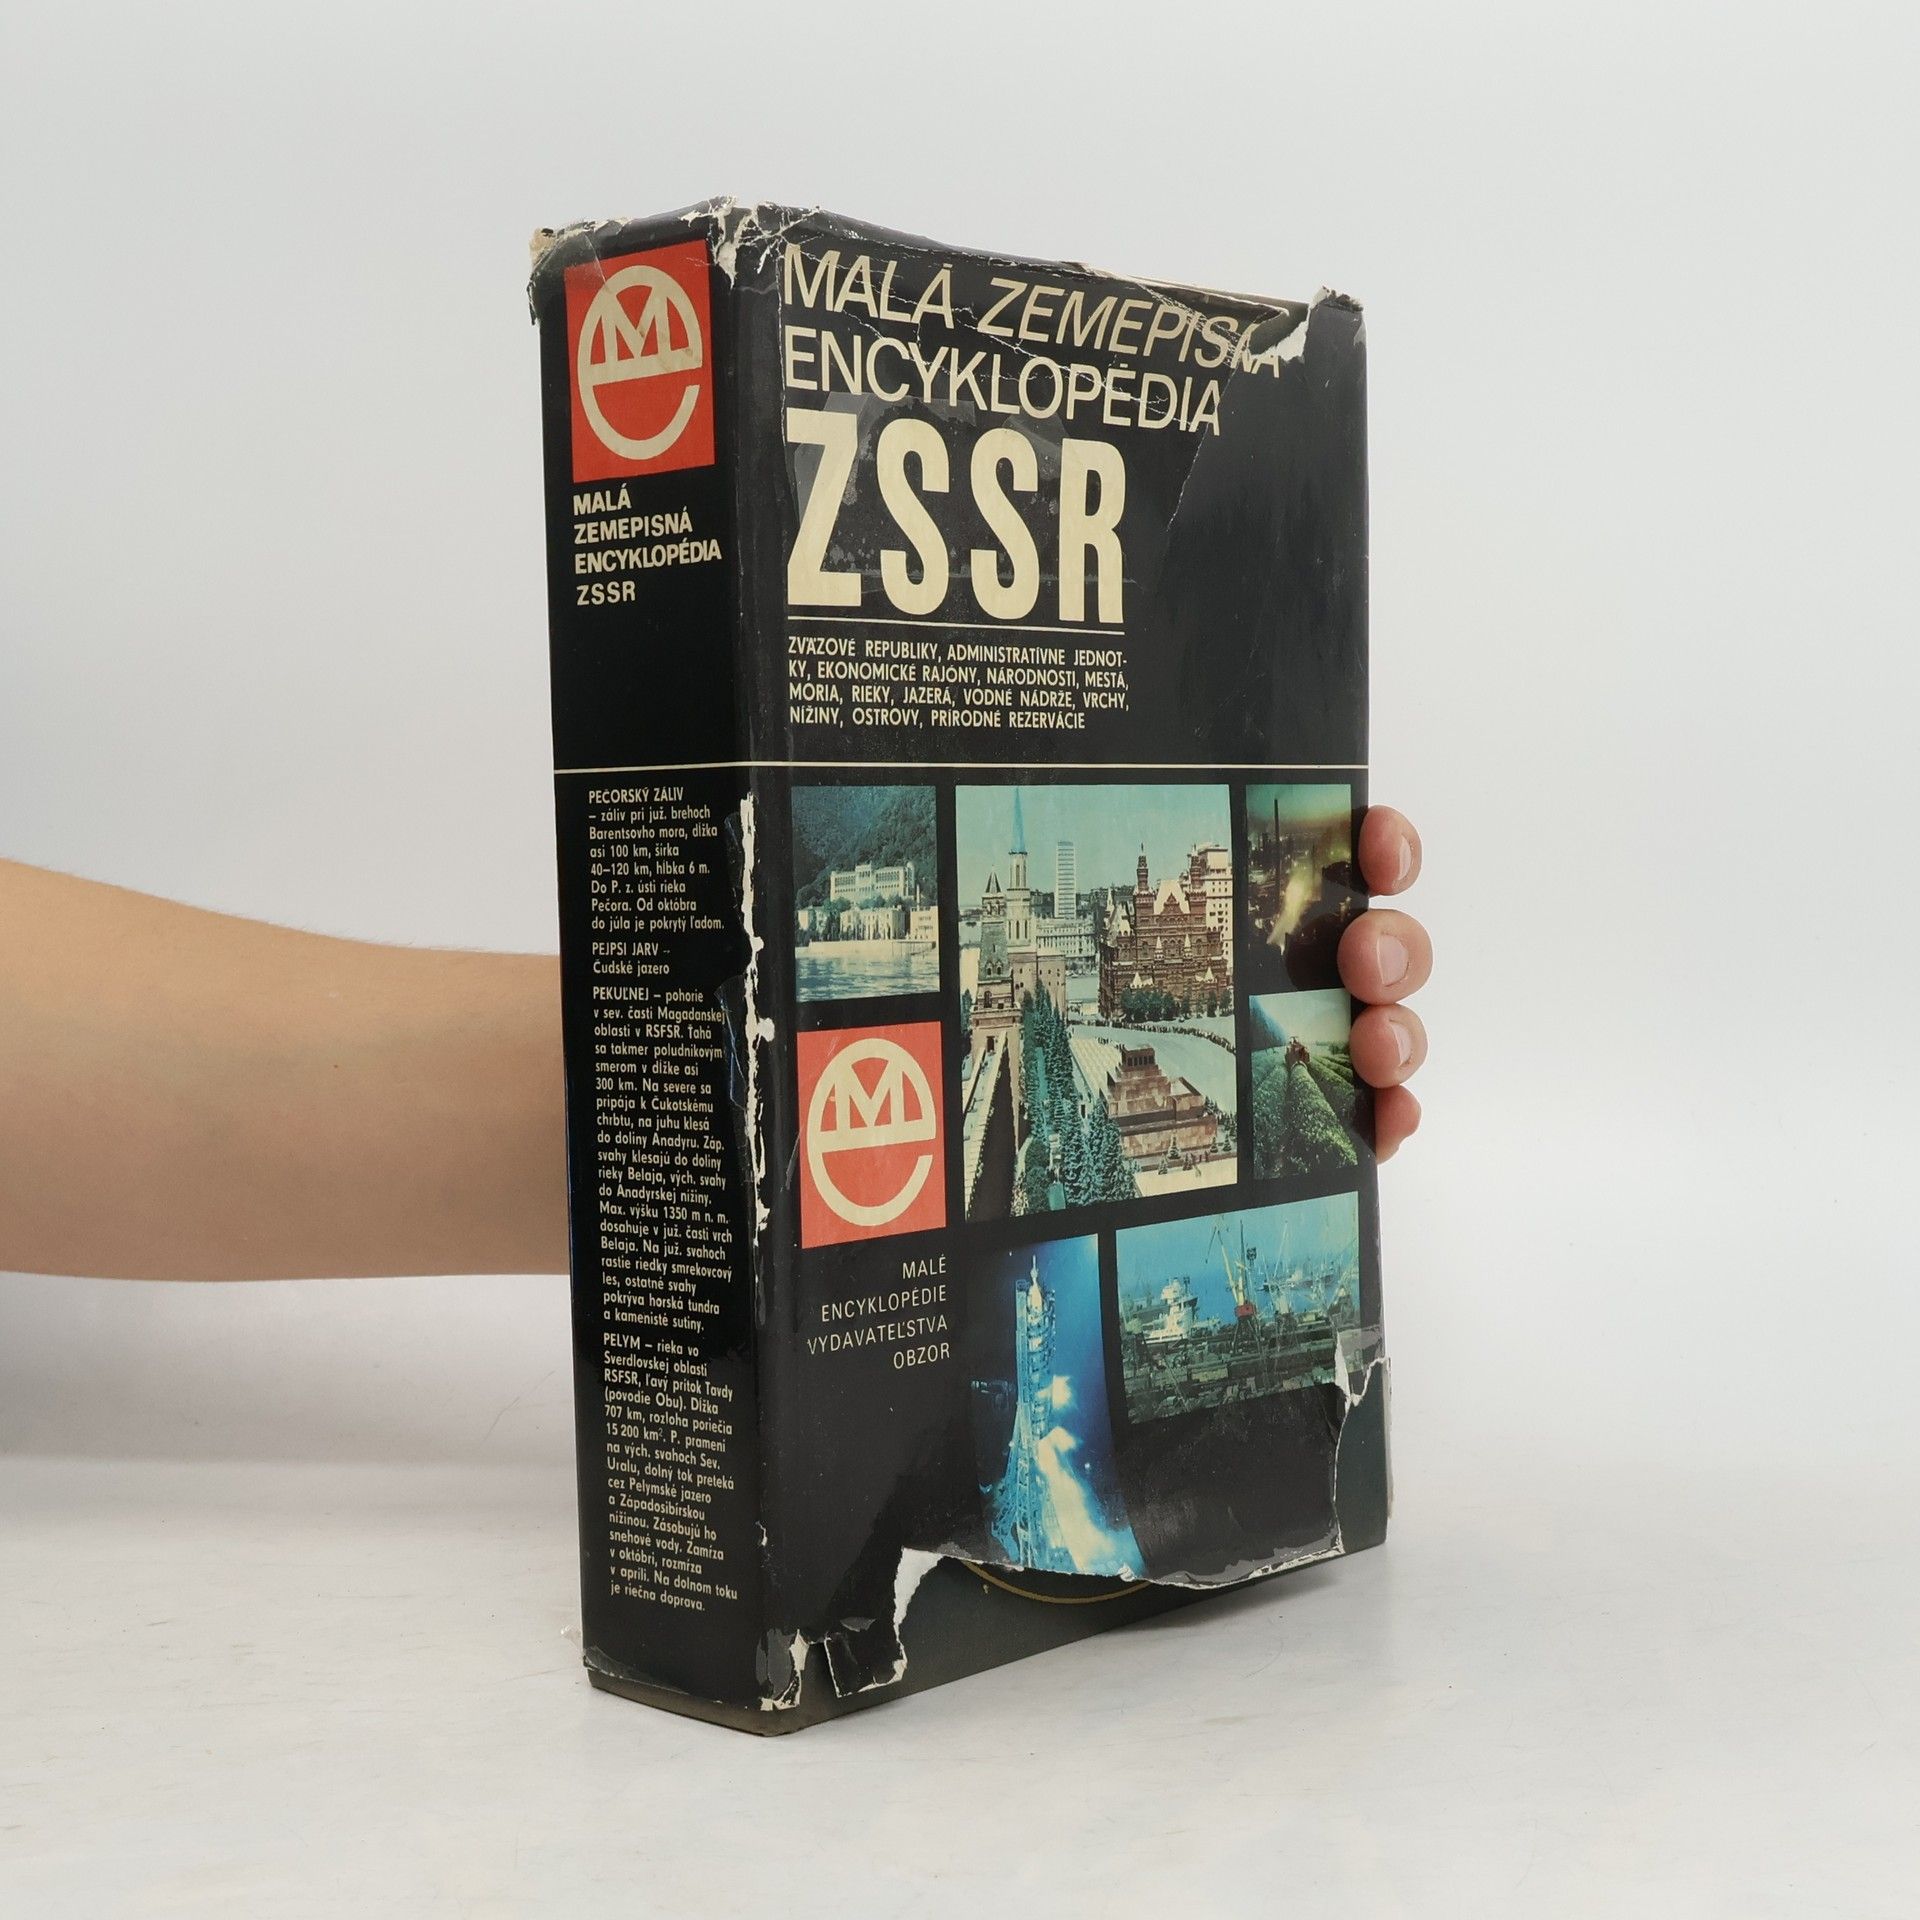 MALÁ
ZEMEPISNÁ
ENCYKLOPÉDIA
ZSSR
PEČORSKÝ ZÁLIV
– záliv pri juž. brehoch
Barentsovho mora, dĺžka
asi 100 km, šírka
40–120 km, hĺbka 6 m.
Do P. z. ústi rieka
Pečora. Od októbra
do júla je pokrytý ľadom.
PEJPSI JARV –
Čudské jazero
PEKUĽNEJ – pohorie
v sev. časti Magadanskej
oblasti v RSFSR. Ťahá
sa takmer poludníkovým
smerom v dĺžke asi
300 km. Na severe sa
pripája k Čukotskému
chrbtu, na juhu klesá
do doliny Anadyru. Záp.
svahy klesajú do doliny
rieky Belaja, vých. svahy
do Anadyrskej nížiny.
Max. výšku 1350 m n. m.
dosahuje v juž. časti vrch
Belaja. Na juž. svahoch
rastie riedky smrekovcový
les, ostatné svahy
pokrýva horská tundra
a kamenisté sutiny.
PELYM – rieka vo
Sverdlovskej oblasti
RSFSR, ľavý prítok Tavdy
(povodie Obu). Dĺžka
707 km, rozloha poriečia
15 200 km². P. pramení
na vých. svahoch Sev.
Uralu, dolný tok preteká
cez Pelymské jazero
a Západosibírskou
nížinou. Zásobujú ho
snehové vody. Zamŕza
v októbri, rozmŕza
v apríli. Na dolnom toku
je riečna doprava.
MALÁ ZEMEPISNÁ
ENCYKLOPÉDIA
ZSSR
ZVÄZOVÉ REPUBLIKY, ADMINISTRATÍVNE JEDNOT-
KY, EKONOMICKÉ RAJÓNY, NÁRODNOSTI, MESTÁ,
MORIA, RIEKY, JAZERÁ, VODNÉ NÁDRŽE, VRCHY,
NÍŽINY, OSTROVY, PRÍRODNÉ REZERVÁCIE
MALÉ
ENCYKLOPÉDIE
VYDAVATEĽSTVA
OBZOR